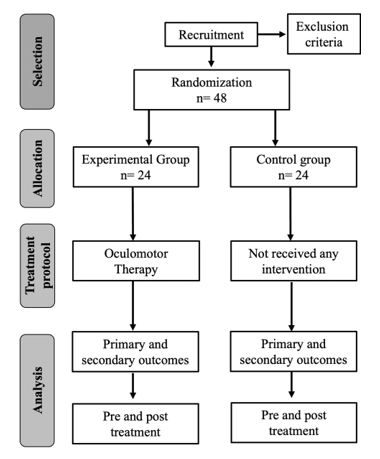 Selection
Recruitment
Exclusion
criteria
Randomization
n= 48
Allocation
Experimental Group
n= 24
Control group
n= 24
Treatment
protocol
Oculomotor
Therapy
Not received any
intervention
Analysis
Primary and
secondary outcomes
Primary and
secondary outcomes
Pre and post
treatment
Pre and post
treatment